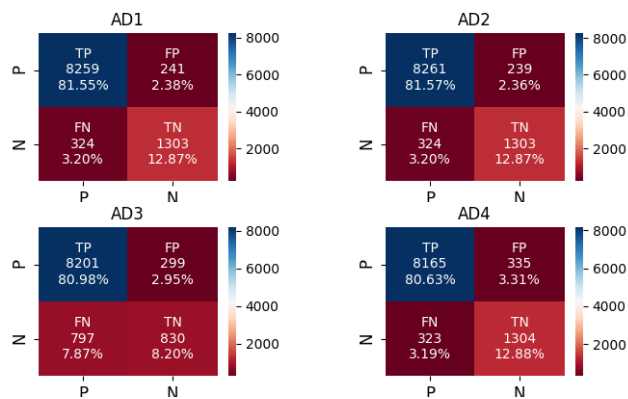 AD1
TP
8259
81.55%
FP
241
2.38%
FN
324
3.20%
TN
1303
12.87%
P
N
P
N
8000
6000
4000
2000
AD2
TP
8261
81.57%
FP
239
2.36%
FN
324
3.20%
TN
1303
12.87%
P
N
P
N
8000
6000
4000
2000
AD3
TP
8201
80.98%
FP
299
2.95%
FN
797
7.87%
TN
830
8.20%
P
N
P
N
8000
6000
4000
2000
AD4
TP
8165
80.63%
FP
335
3.31%
FN
323
3.19%
TN
1304
12.88%
P
N
P
N
8000
6000
4000
2000